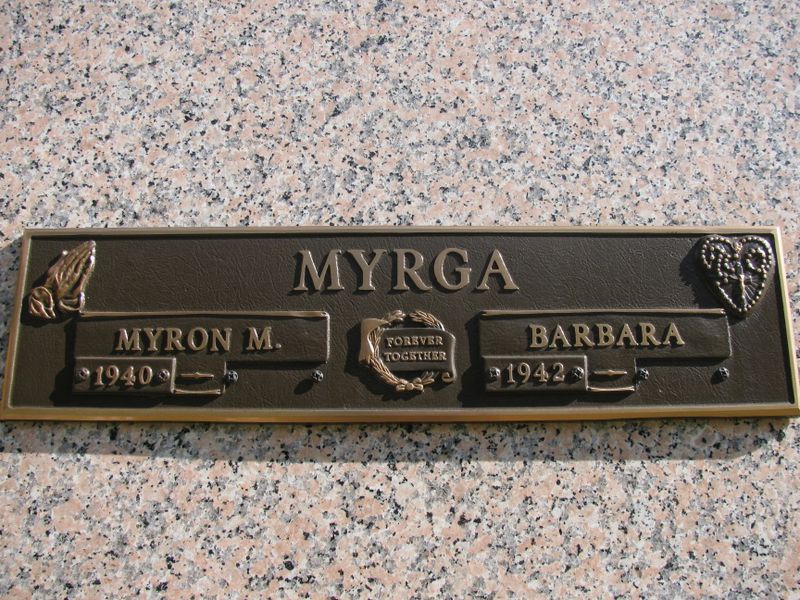 MYRGA
MYRON M.
1940
FOREVER
TOGETHER
BARBARA
1942